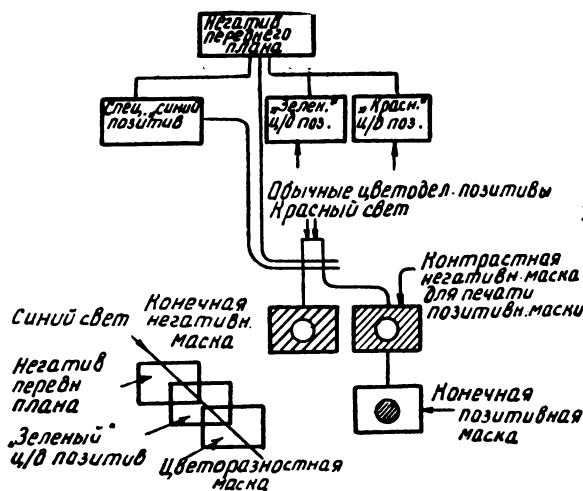 Негатив
переднего
плана
Спец. „синий"
позитив
„Зелен."
ц/д поз.
„Красн."
ц/д поз.
Обычные цветодел. позитивы
Красный свет
Контрастная
негативн. маска
для печати
позитивн. маски
Конечная
негативн.
маска
Синий свет
Негатив
передн
плана
„Зеленый"
ц/в позитив
Цветоразностная
маска
Конечная
позитивная
маска